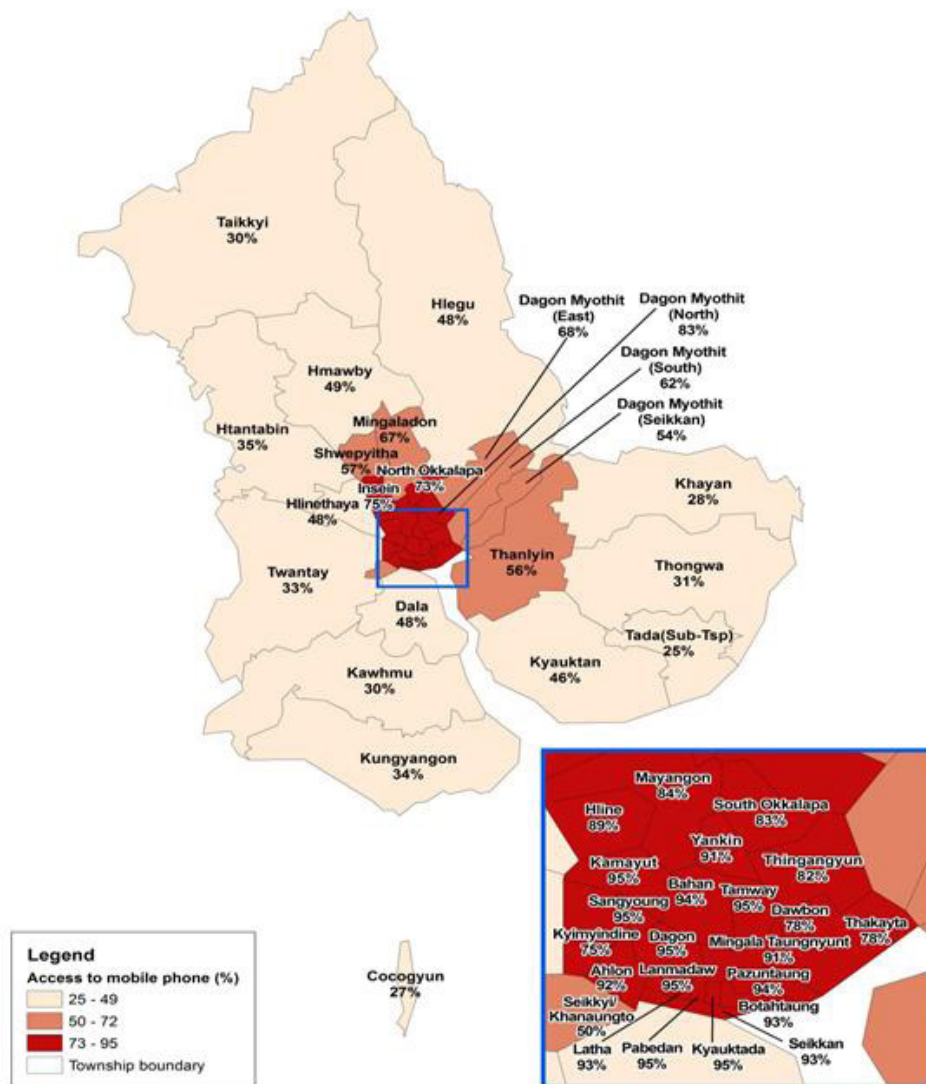 Taikkyi
30%
Hlegu
48%
Dagon Myothit
(East)
68%
Dagon Myothit
(North)
83%
Dagon Myothit
(South)
62%
Dagon Myothit
(Seikkan)
54%
Hmawby
49%
Mingaladon
67%
Htantabin
35%
Shwepyitha
57%
North Okkalapa
73%
Insein
75%
Hlinethaya
48%
Khayan
28%
Twantay
33%
Thanlyin
56%
Thongwa
31%
Dala
48%
Tada(Sub-Tsp)
25%
Kyauktan
46%
Kawhmu
30%
Kungyangon
34%
Cocogyun
27%
Legend
Access to mobile phone (%)
25 - 49
50 - 72
73 - 95
Township boundary
Mayangon
84%
South Okkalapa
83%
Hline
89%
Yankin
91%
Thingangyun
82%
Kamayut
95%
Bahan
94%
Tamway
95%
Sangyoung
95%
Dawbon
78%
Thakayta
78%
Kyimyindine
75%
Dagon
95%
Mingala Taungnyunt
91%
Ahlon
92%
Lanmadaw
95%
Pazuntaung
94%
Seikkyi/
Khanaungto
50%
Botahtaung
93%
Latha
93%
Pabedan
95%
Kyauktada
95%
Seikkan
93%